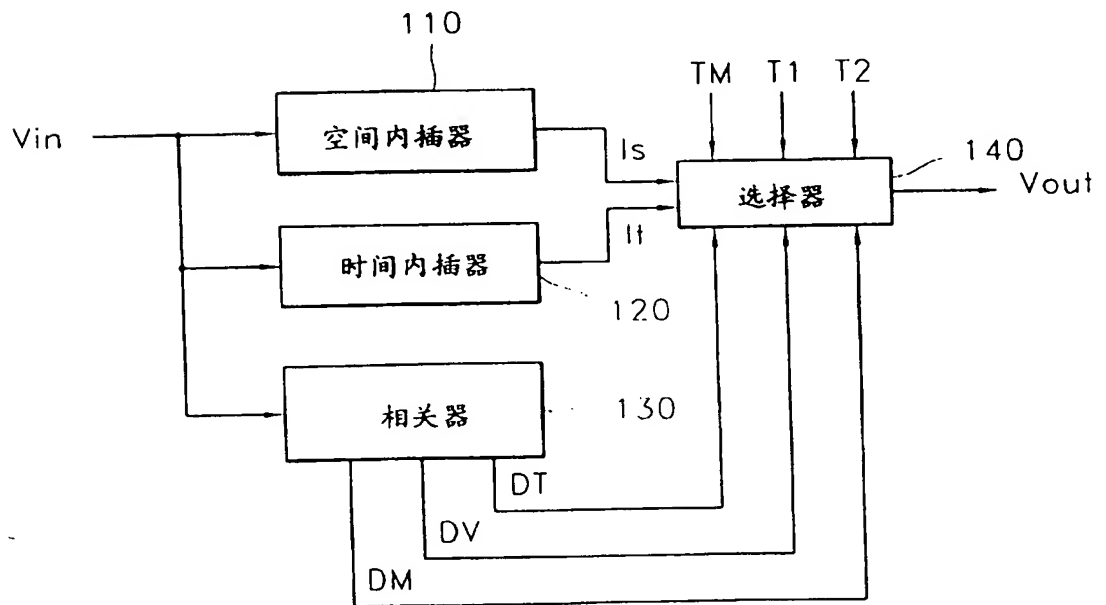 110
TM T1 T2
Vin
空间内插器
Is
140
选择器
Vout
It
时间内插器
120
相关器
130
DT
DV
DM